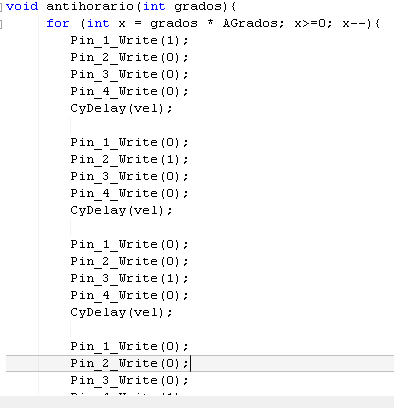 void antihorario(int grados){
for (int x = grados * AGrados; x>=0; x--){
Pin_1_Write(1);
Pin_2_Write(0);
Pin_3_Write(0);
Pin_4_Write(0);
CyDelay(vel);
Pin_1_Write(0);
Pin_2_Write(1);
Pin_3_Write(0);
Pin_4_Write(0);
CyDelay(vel);
Pin_1_Write(0);
Pin_2_Write(0);
Pin_3_Write(1);
Pin_4_Write(0);
CyDelay(vel);
Pin_1_Write(0);
Pin_2_Write(0);
Pin_3_Write(0);